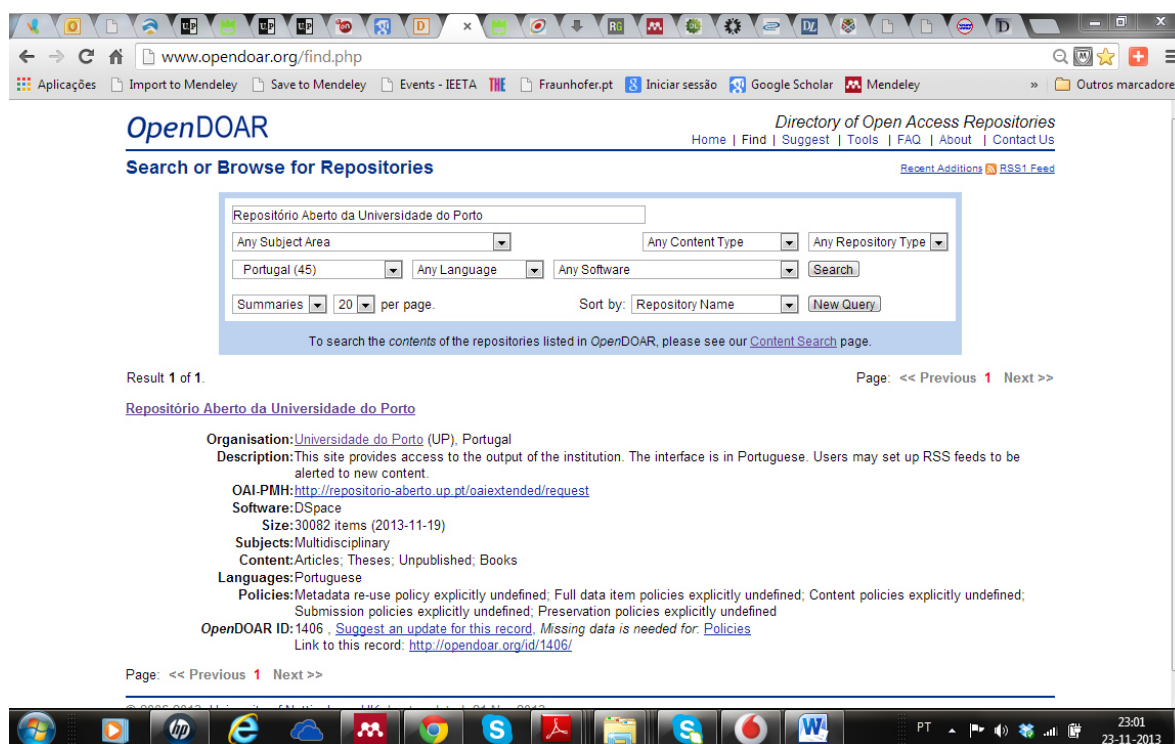 www.opendoar.org/find.php
Aplicações Import to Mendeley Save to Mendeley Events - IEETA THE Fraunhofer.pt Iniciar sessão Google Scholar Mendeley » Outros marcadore
OpenDOAR
Directory of Open Access Repositories
Home | Find | Suggest | Tools | FAQ | About | Contact Us
Search or Browse for Repositories
Recent Additions RSS1 Feed
Repositório Aberto da Universidade do Porto
Any Subject Area Any Content Type Any Repository Type
Portugal (45) Any Language Any Software Search
Summaries 20 per page. Sort by: Repository Name New Query
To search the contents of the repositories listed in OpenDOAR, please see our Content Search page.
Result 1 of 1.
Page: << Previous 1 Next >>
Repositório Aberto da Universidade do Porto
Organisation: Universidade do Porto (UP), Portugal
Description: This site provides access to the output of the institution. The interface is in Portuguese. Users may set up RSS feeds to be
alerted to new content.
OAI-PMH: http://repositorio-aberto.up.pt/oaiextended/request
Software: DSpace
Size: 30082 items (2013-11-19)
Subjects: Multidisciplinary
Content: Articles; Theses; Unpublished; Books
Languages: Portuguese
Policies: Metadata re-use policy explicitly undefined; Full data item policies explicitly undefined; Content policies explicitly undefined;
Submission policies explicitly undefined; Preservation policies explicitly undefined
OpenDOAR ID: 1406 , Suggest an update for this record, Missing data is needed for: Policies
Link to this record: http://opendoar.org/id/1406/
Page: << Previous 1 Next >>
PT
23:01
23-11-2013